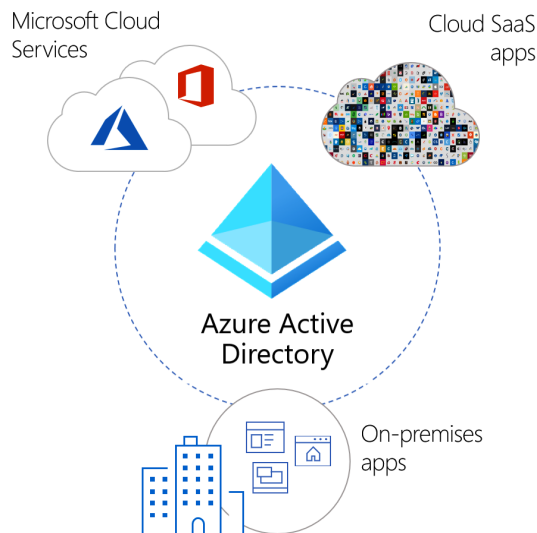 Microsoft Cloud
Services
Cloud SaaS
apps
Azure Active
Directory
On-premises
apps